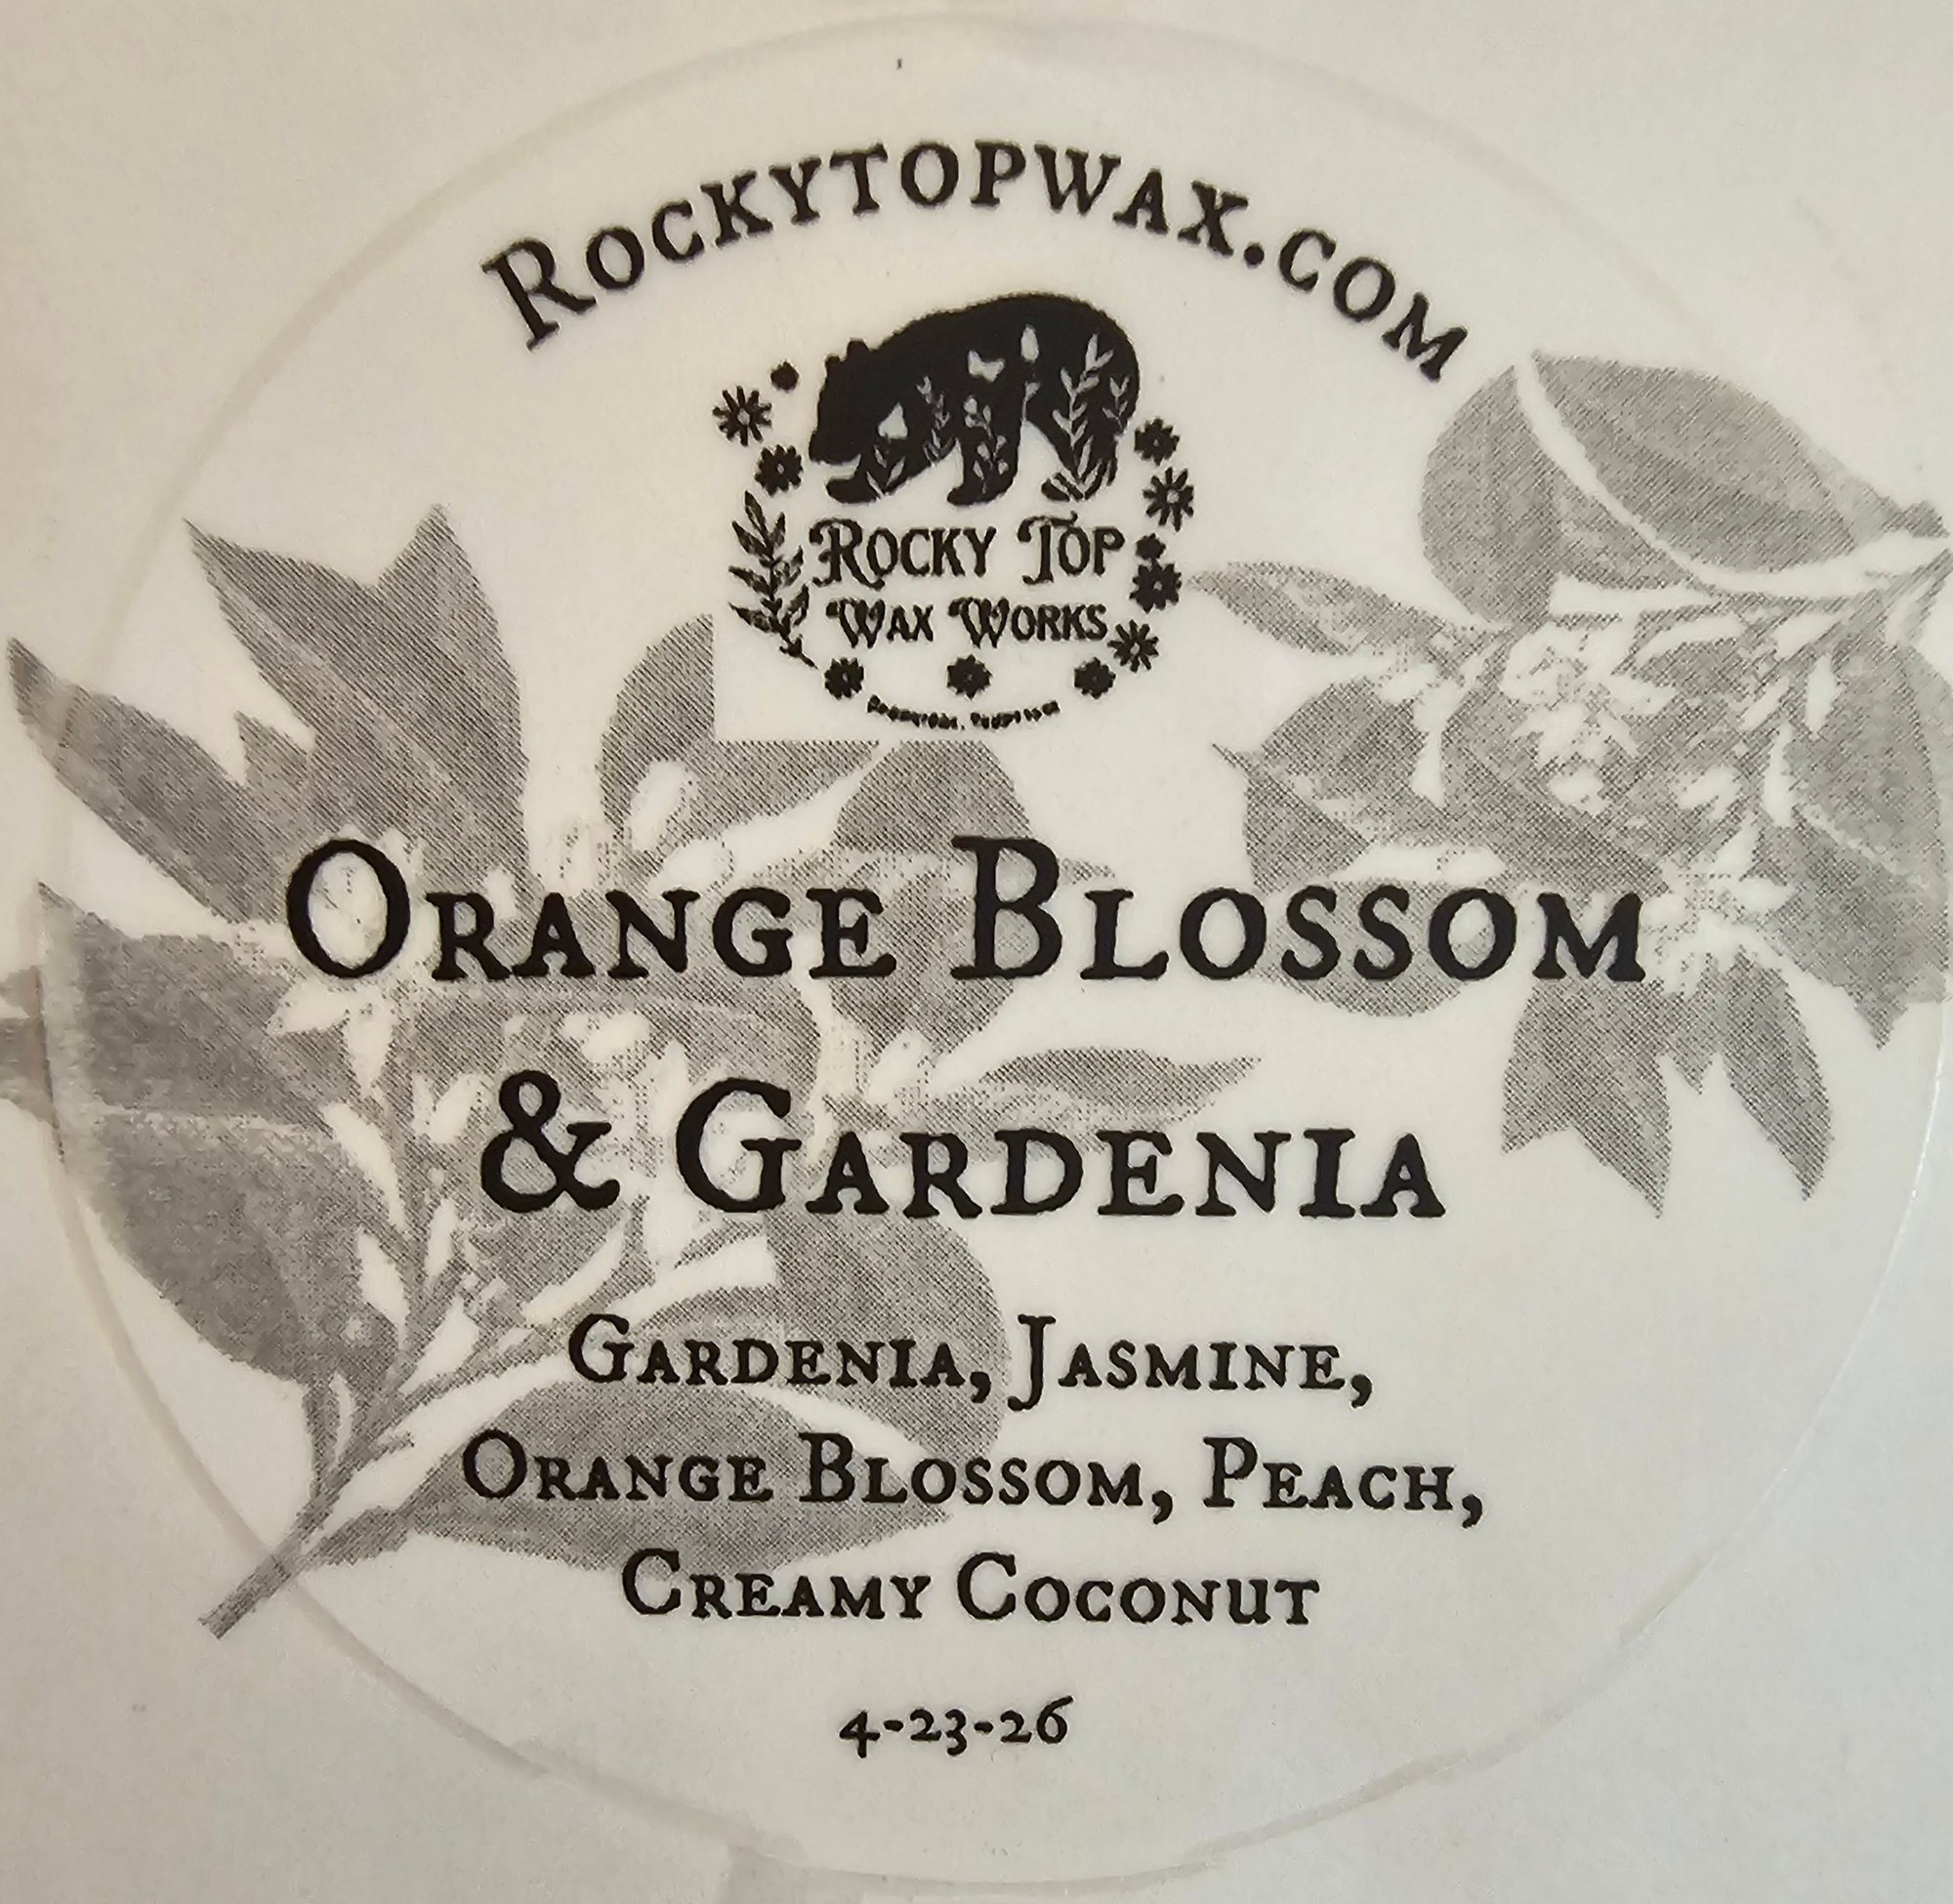 Rockytopwax.com
Rocky Top
Wax Works
Orange Blossom
& Gardenia
Gardenia, Jasmine,
Orange Blossom, Peach,
Creamy Coconut
4-23-26